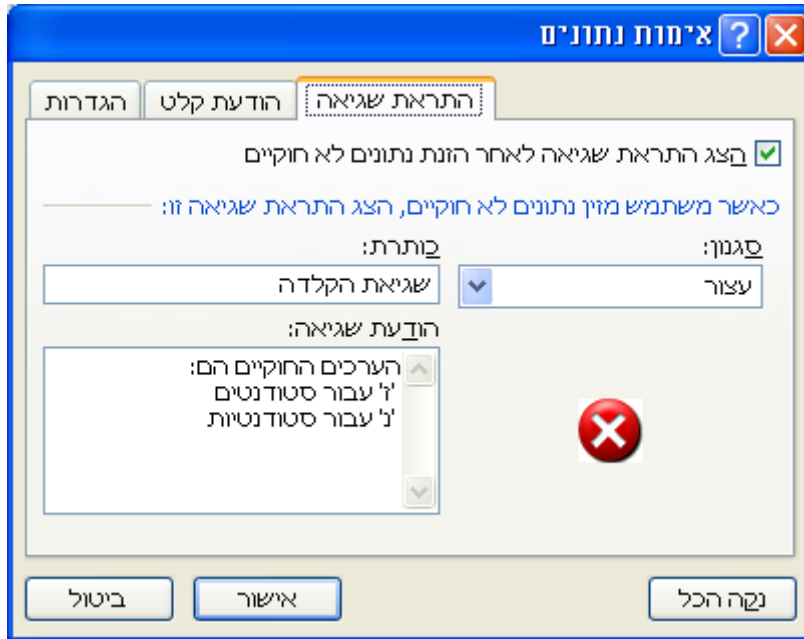 אימות נתונים
התראת שגיאה
הודעת קלט
הגדרות
הצג התראת שגיאה לאחר הזנת נתונים לא חוקיים
כאשר משתמש מזין נתונים לא חוקיים, הצג התראת שגיאה זו:
סגנון:
כותרת:
עצור
שגיאת הקלדה
הודעת שגיאה:
הערכים החוקיים הם:
'ז' עבור סטודנטים
'נ' עבור סטודנטיות
נקה הכל
אישור
ביטול